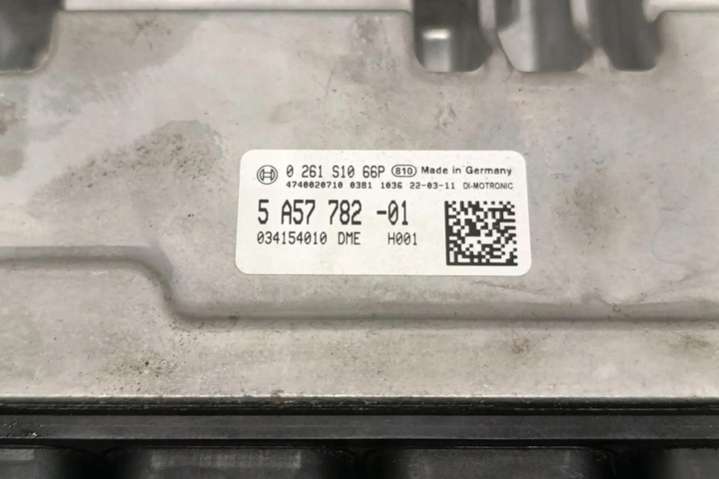 0 261 S10 66P 810 Made in Germany
4740020710 0381 1036 22-03-11 DI-MOTRONIC
5 A57 782 -01
034154010 DME H001